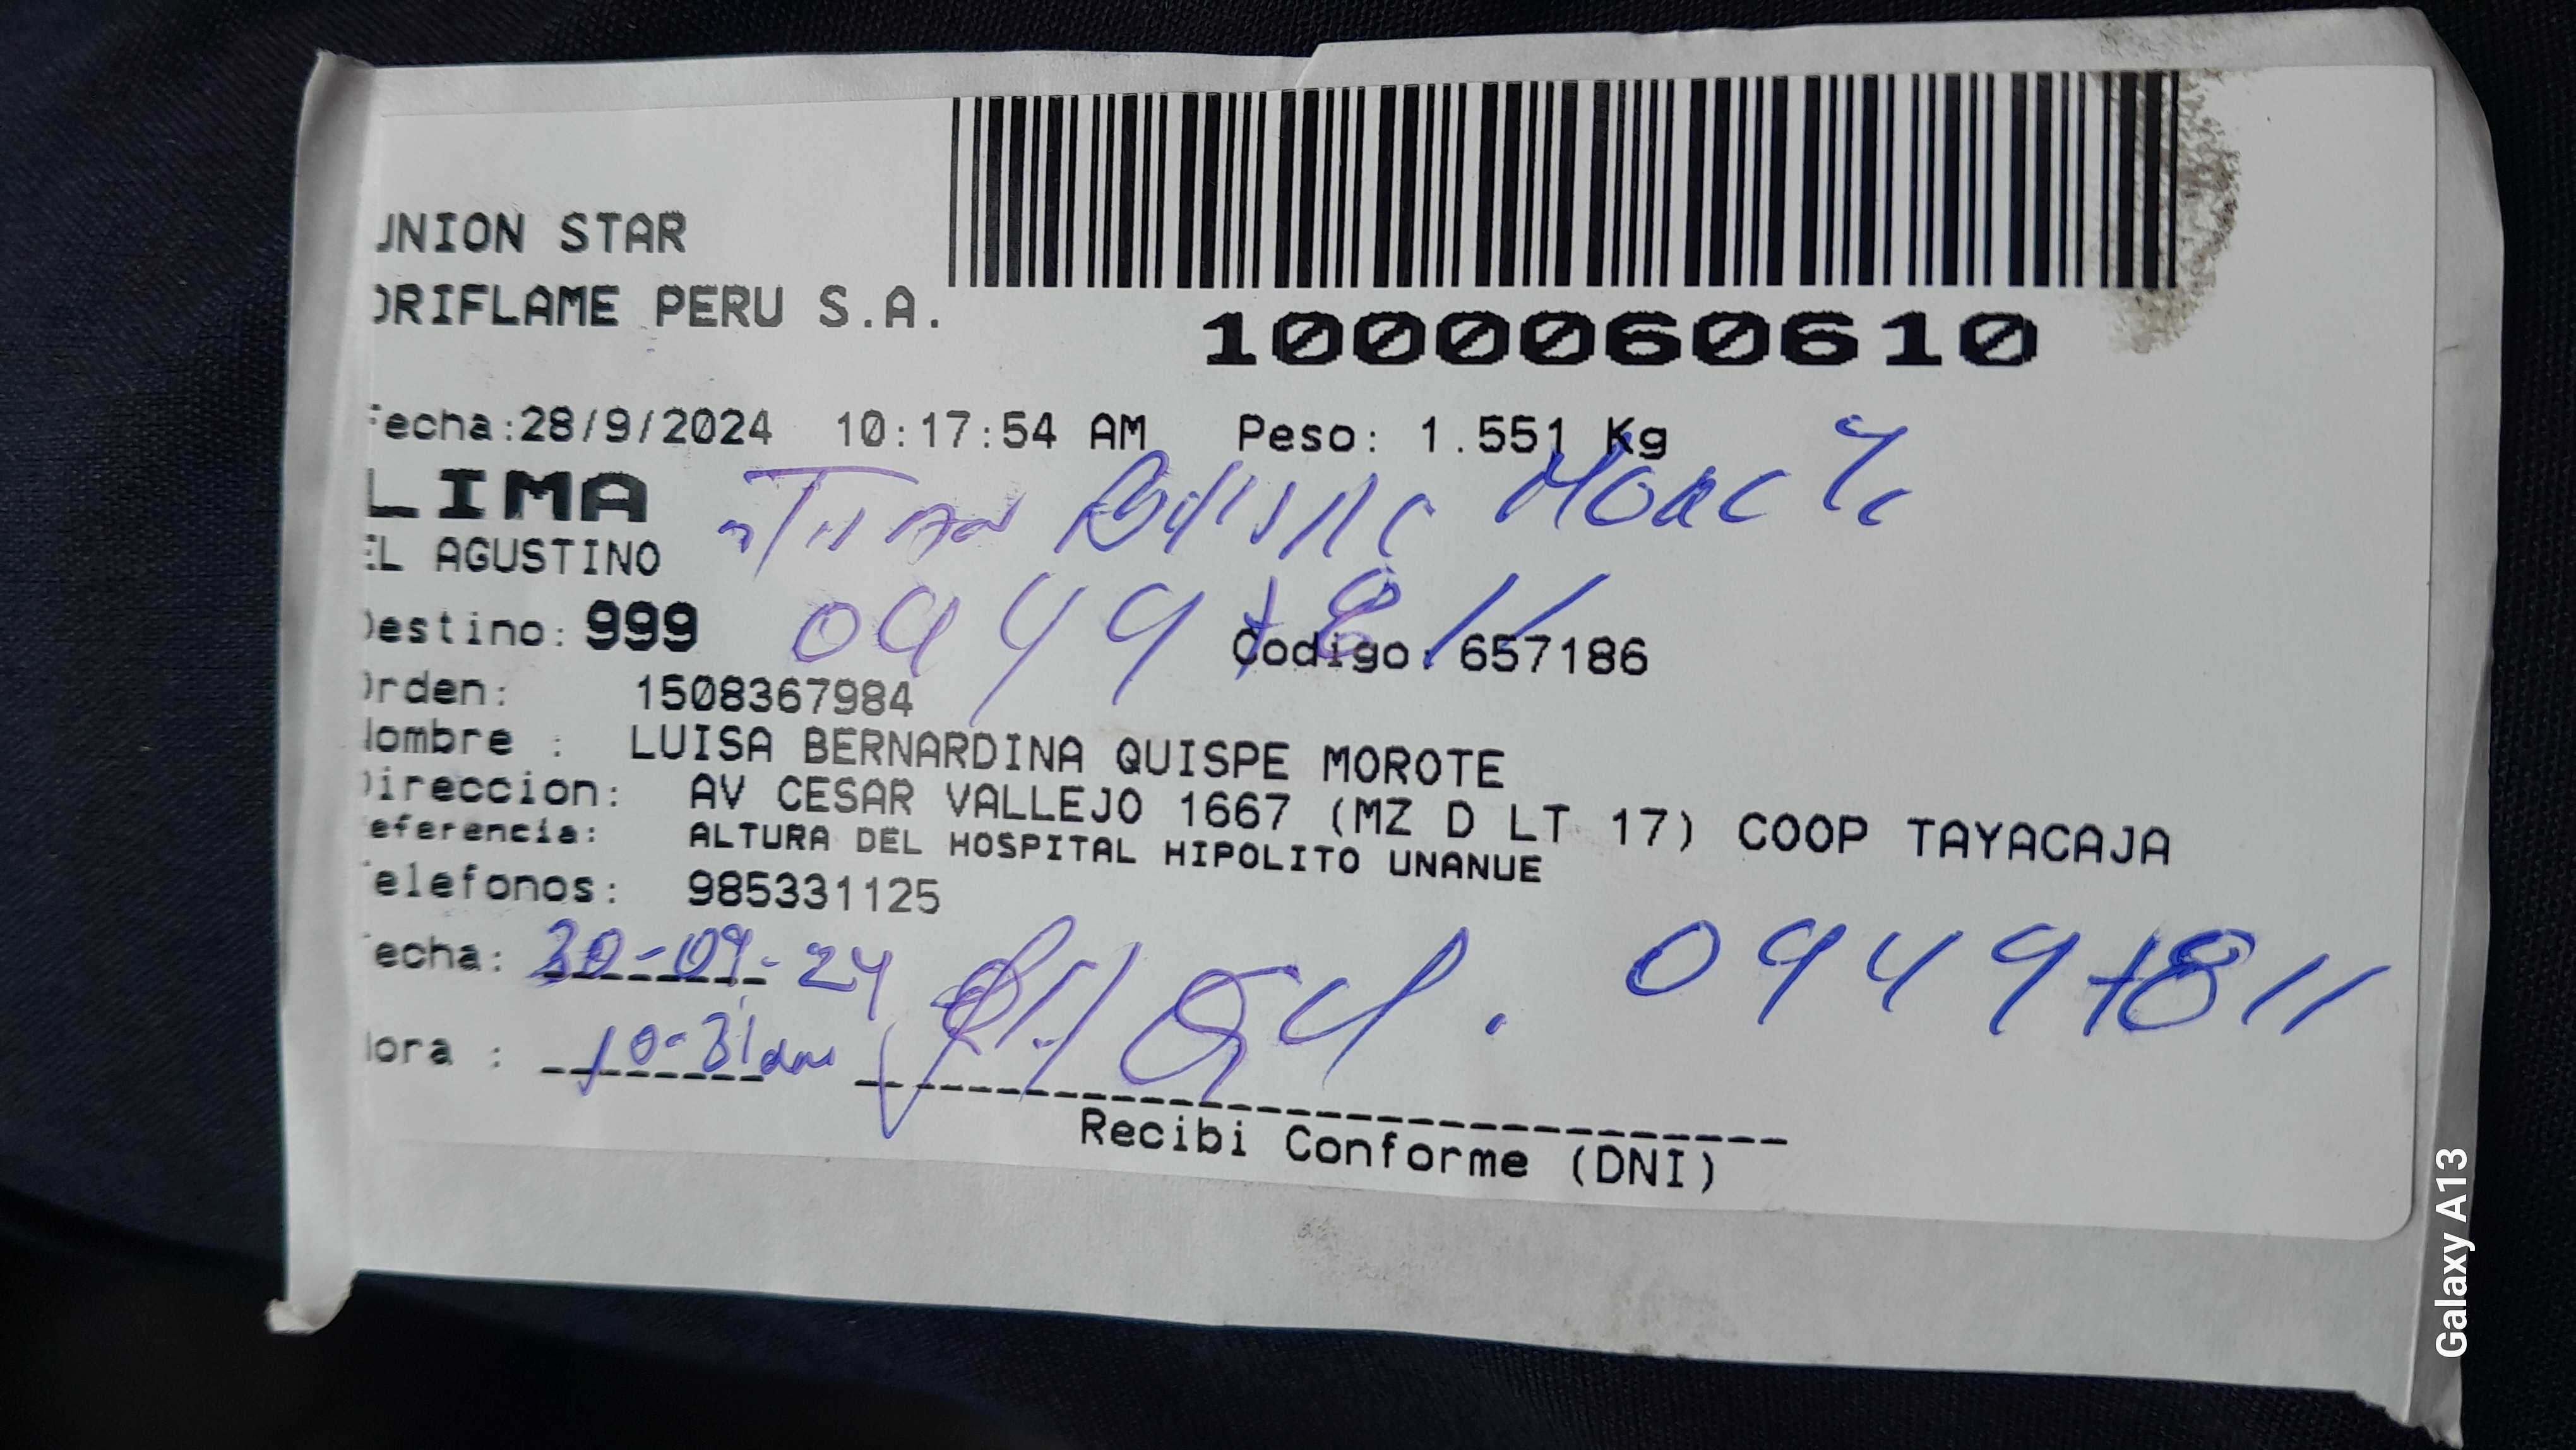 UNION STAR
ORIFLAME PERU S.A.
1000060610
Fecha:28/9/2024 10:17:54 AM Peso: 1.551 Kg
LIMA
EL AGUSTINO
09497811
Destino: 999 Codigo: 657186
Orden: 1508367984
Nombre : LUISA BERNARDINA QUISPE MOROTE
Direccion: AV CESAR VALLEJO 1667 (MZ D LT 17) COOP TAYACAJA
Referencia: ALTURA DEL HOSPITAL HIPOLITO UNANUE
Telefonos: 985331125
Fecha: 30-09-24 09497811
Hora : 10-31am
Recibi Conforme (DNI)
Galaxy A13